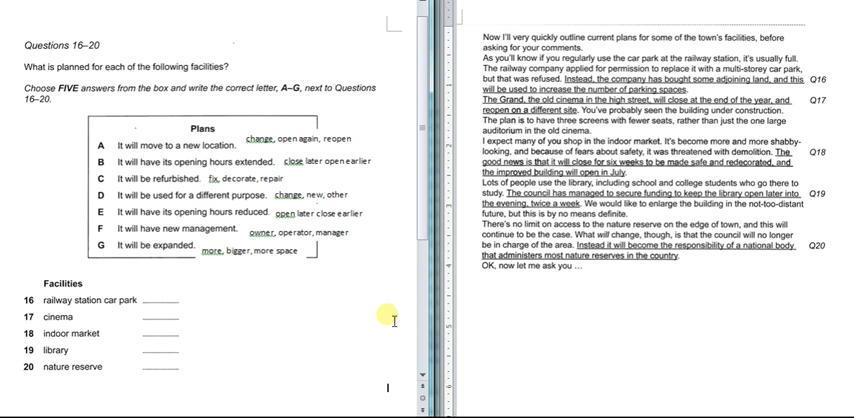 Questions 16–20
What is planned for each of the following facilities?
Choose FIVE answers from the box and write the correct letter, A–G, next to Questions
16–20.
Plans
A It will move to a new location. change, open again, reopen
B It will have its opening hours extended. close later open earlier
C It will be refurbished. fix, decorate, repair
D It will be used for a different purpose. change, new, other
E It will have its opening hours reduced. open later close earlier
F It will have new management. owner, operator, manager
G It will be expanded. more, bigger, more space
Facilities
16 railway station car park
17 cinema
18 indoor market
19 library
20 nature reserve
Now I'll very quickly outline current plans for some of the town's facilities, before
asking for your comments.
As you'll know if you regularly use the car park at the railway station, it's usually full.
The railway company applied for permission to replace it with a multi-storey car park,
but that was refused. Instead, the company has bought some adjoining land, and this Q16
will be used to increase the number of parking spaces.
The Grand, the old cinema in the high street, will close at the end of the year, and Q17
reopen on a different site. You've probably seen the building under construction.
The plan is to have three screens with fewer seats, rather than just the one large
auditorium in the old cinema.
I expect many of you shop in the indoor market. It's become more and more shabby-
looking, and because of fears about safety, it was threatened with demolition. The Q18
good news is that it will close for six weeks to be made safe and redecorated, and
the improved building will open in July.
Lots of people use the library, including school and college students who go there to
study. The council has managed to secure funding to keep the library open later into Q19
the evening, twice a week. We would like to enlarge the building in the not-too-distant
future, but this is by no means definite.
There's no limit on access to the nature reserve on the edge of town, and this will
continue to be the case. What will change, though, is that the council will no longer
be in charge of the area. Instead it will become the responsibility of a national body Q20
that administers most nature reserves in the country.
OK, now let me ask you …